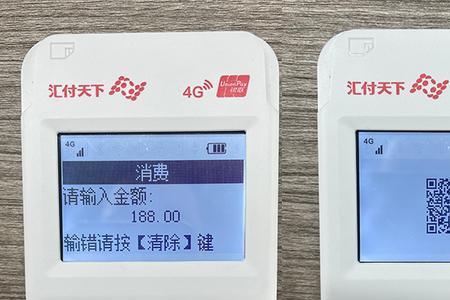 汇付天下
4G
UnionPay
银联
4G
消费
请输入金额:
188.00
输错请按【清除】键
汇付天下
4G